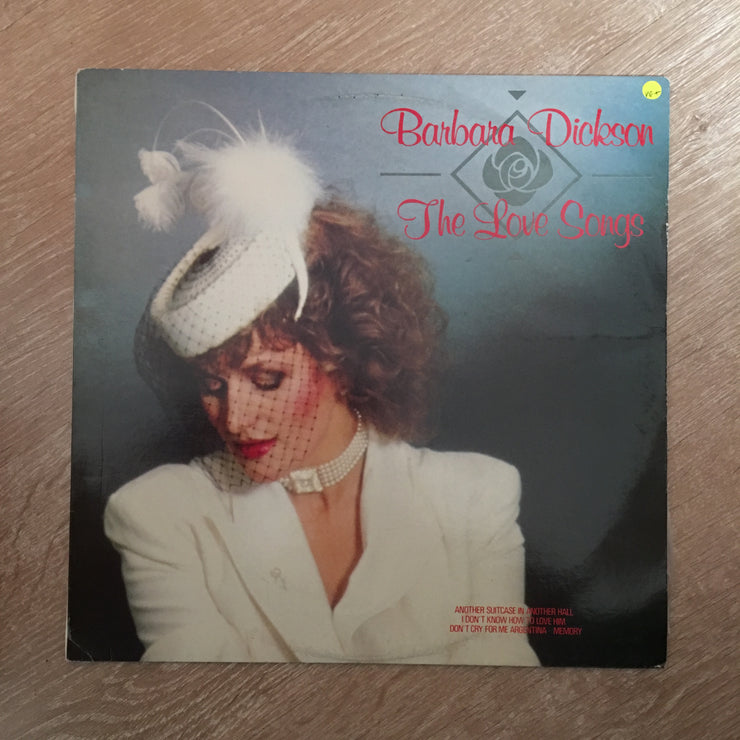 VG+
Barbara Dickson
The Love Songs
ANOTHER SUITCASE IN ANOTHER HALL
I DON'T KNOW HOW TO LOVE HIM
DON'T CRY FOR ME ARGENTINA · MEMORY